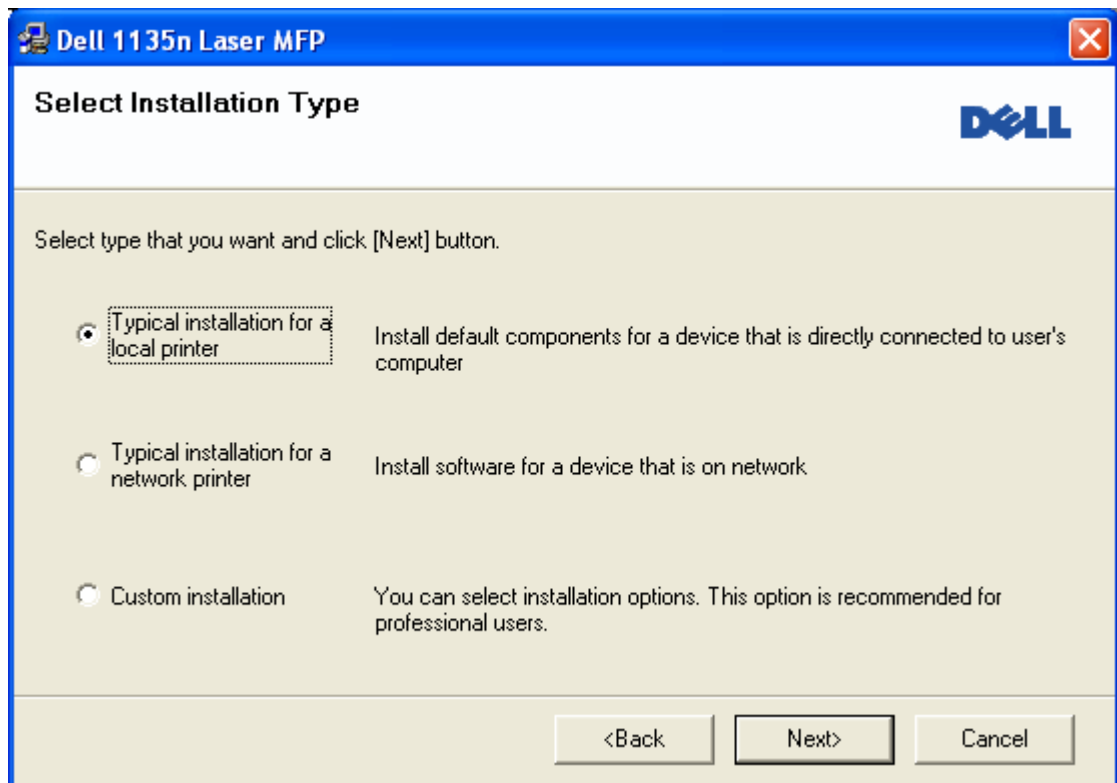 Dell 1135n Laser MFP
Select Installation Type
DELL
Select type that you want and click [Next] button.
Typical installation for a
local printer
Install default components for a device that is directly connected to user's
computer
Typical installation for a
network printer
Install software for a device that is on network
Custom installation
You can select installation options. This option is recommended for
professional users.
<Back
Next>
Cancel